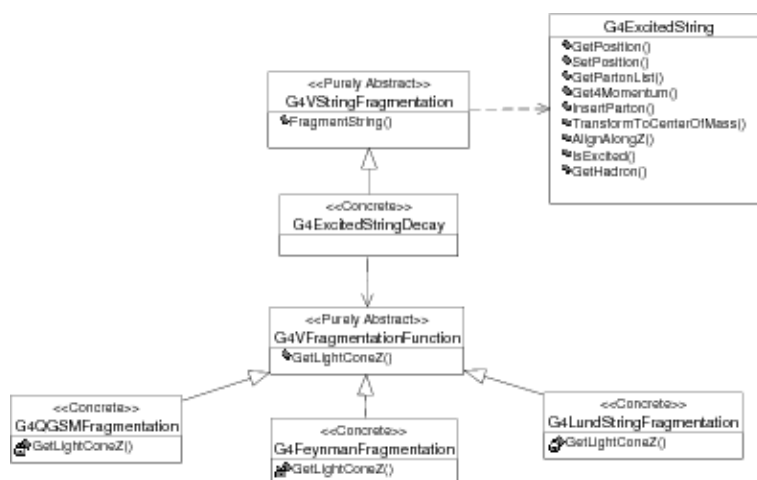 G4ExcitedString
GetPosition()
SetPosition()
GetPartonList()
Get4Momentum()
InsertParton()
TransformToCenterOfMass()
AlignAlongZ()
IsExcited()
GetHadron()
<<Purely Abstract>>
G4VStringFragmentation
FragmentString()
<<Concrete>>
G4ExcitedStringDecay
<<Purely Abstract>>
G4VFragmentationFunction
GetLightConeZ()
<<Concrete>>
G4QGSMFragmentation
GetLightConeZ()
<<Concrete>>
G4FeynmanFragmentation
GetLightConeZ()
<<Concrete>>
G4LundStringFragmentation
GetLightConeZ()